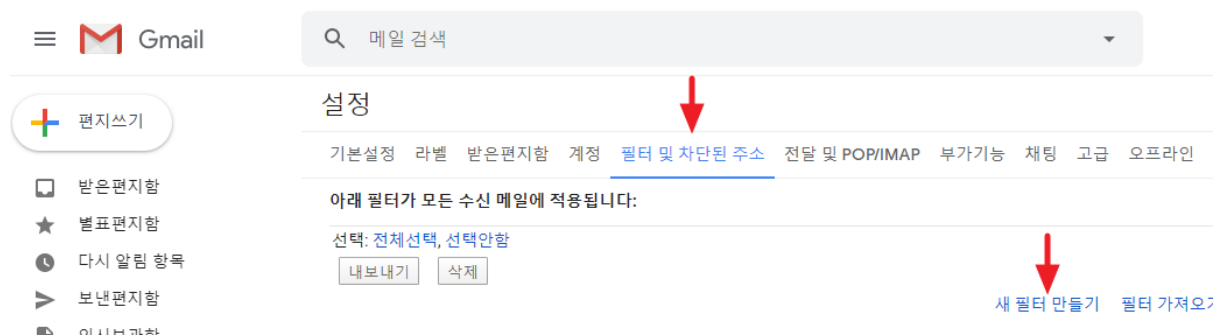 Gmail
메일 검색
편지쓰기
설정
기본설정 라벨 받은편지함 계정 필터 및 차단된 주소 전달 및 POP/IMAP 부가기능 채팅 고급 오프라인
받은편지함
별표편지함
다시 알림 항목
보낸편지함
아래 필터가 모든 수신 메일에 적용됩니다:
선택: 전체선택, 선택안함
내보내기 삭제
새 필터 만들기 필터 가져오